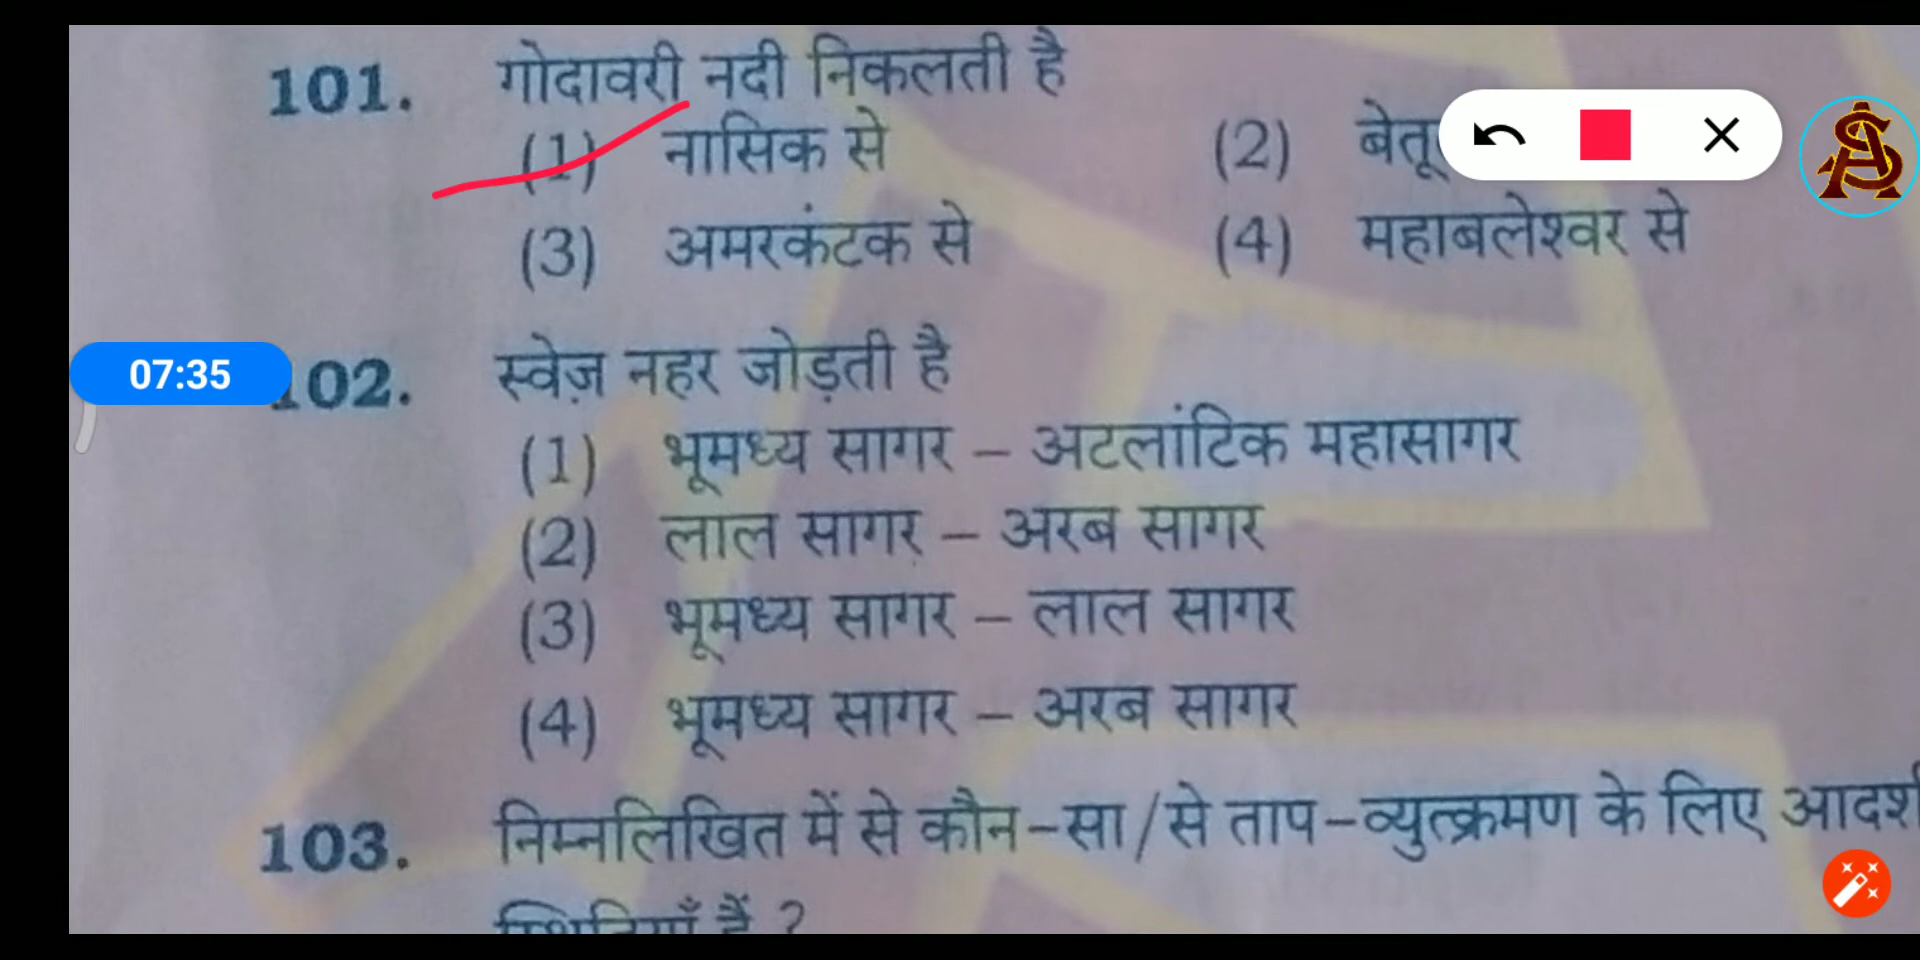 101. गोदावरी नदी निकलती है
(1) नासिक से (2)
(3) अमरकंटक से (4) महाबलेश्वर से
07:35
102. स्वेज़ नहर जोड़ती है
(1) भूमध्य सागर – अटलांटिक महासागर
(2) लाल सागर – अरब सागर
(3) भूमध्य सागर – लाल सागर
(4) भूमध्य सागर – अरब सागर
103. निम्नलिखित में से कौन-सा/से ताप-व्युत्क्रमण के लिए